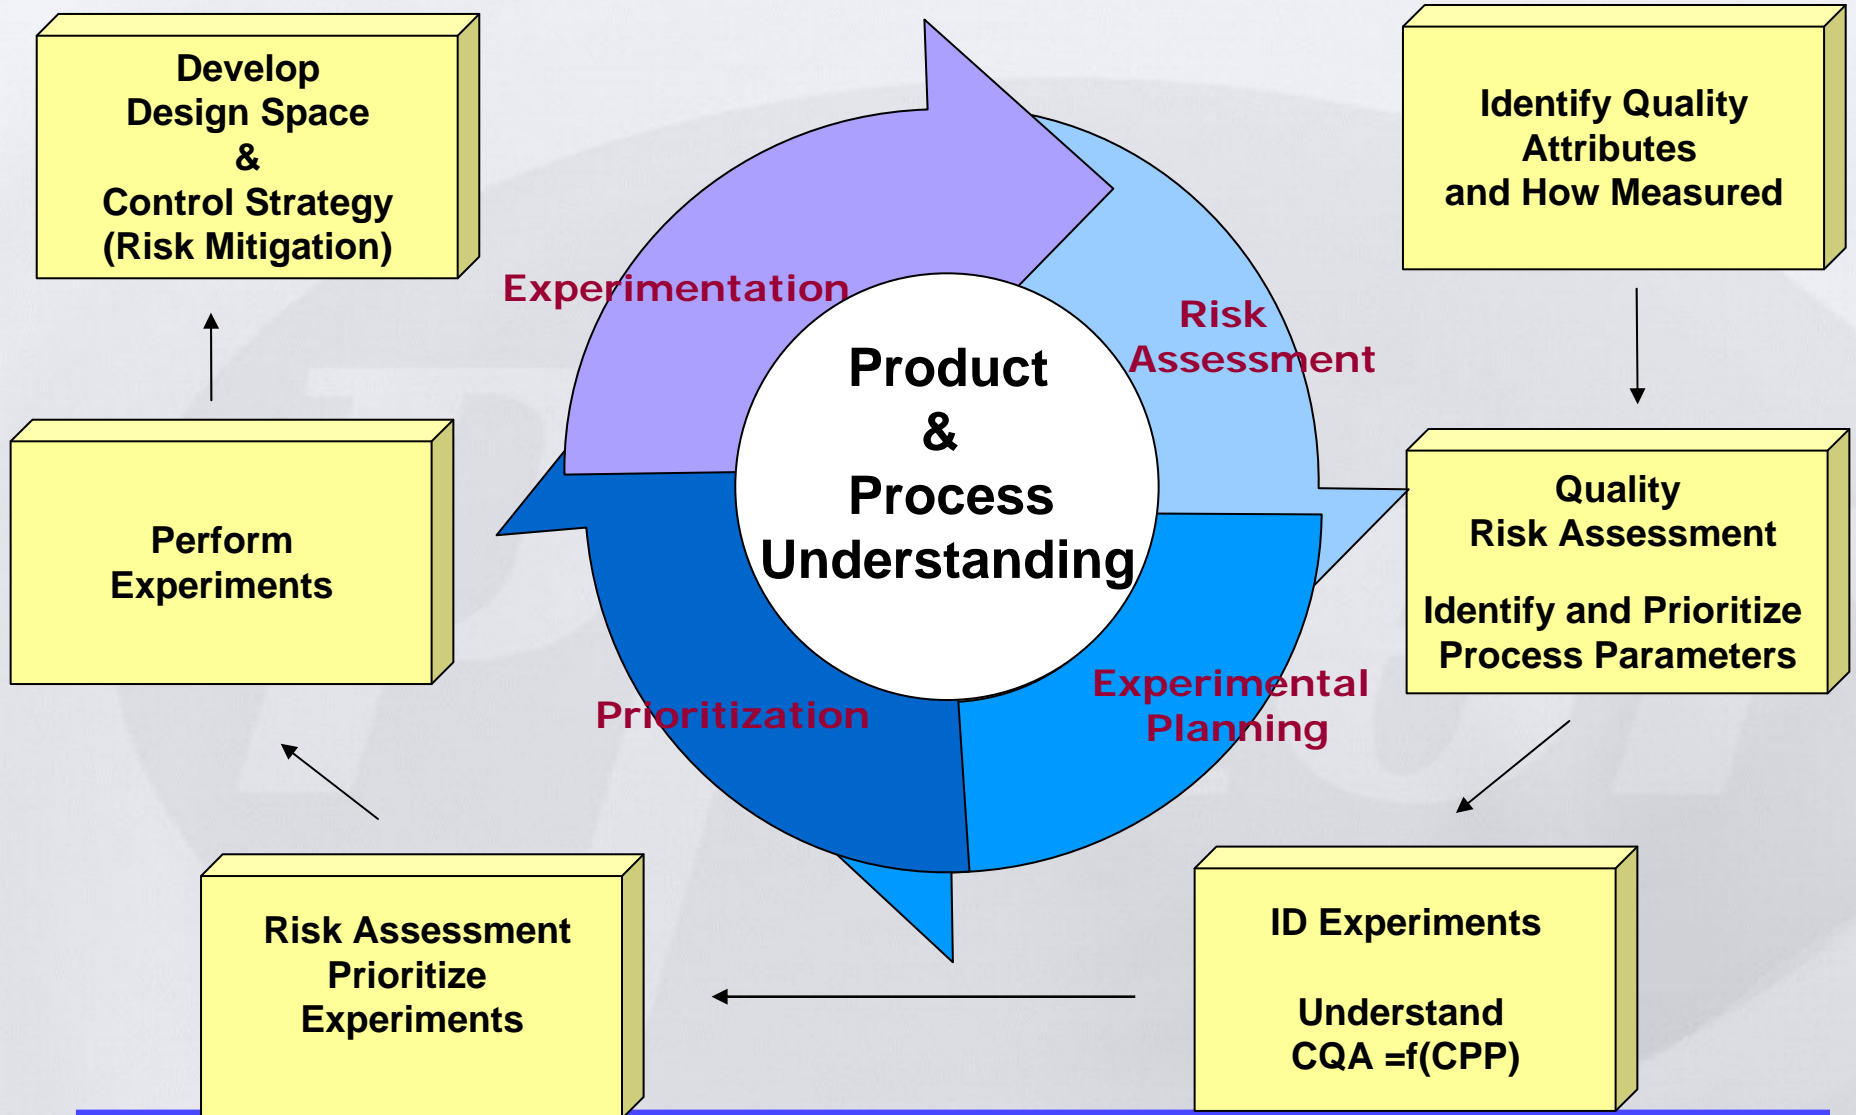 Develop
Design Space
&
Control Strategy
(Risk Mitigation)
Identify Quality
Attributes
and How Measured
Experimentation
Risk
Assessment
Product
&
Process
Understanding
Quality
Risk Assessment
Identify and Prioritize
Process Parameters
Perform
Experiments
Prioritization
Experimental
Planning
Risk Assessment
Prioritize
Experiments
ID Experiments
Understand
CQA =f(CPP)